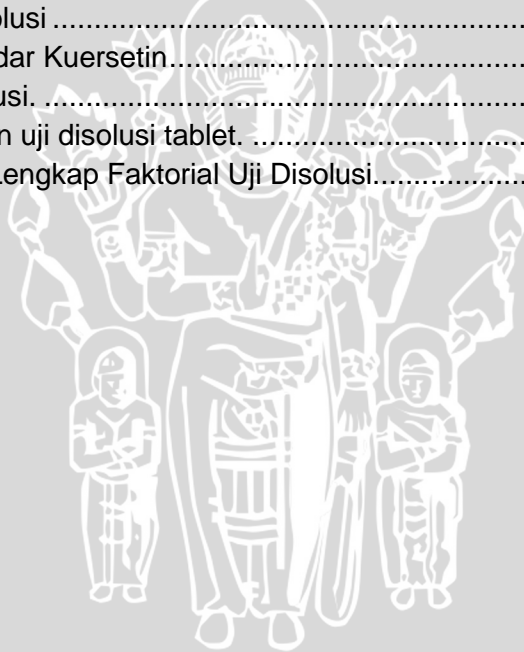 olusi ...............................................................
dar Kuersetin.............................................
usi. ................................................................
n uji disolusi tablet. ...................................
Lengkap Faktorial Uji Disolusi...................